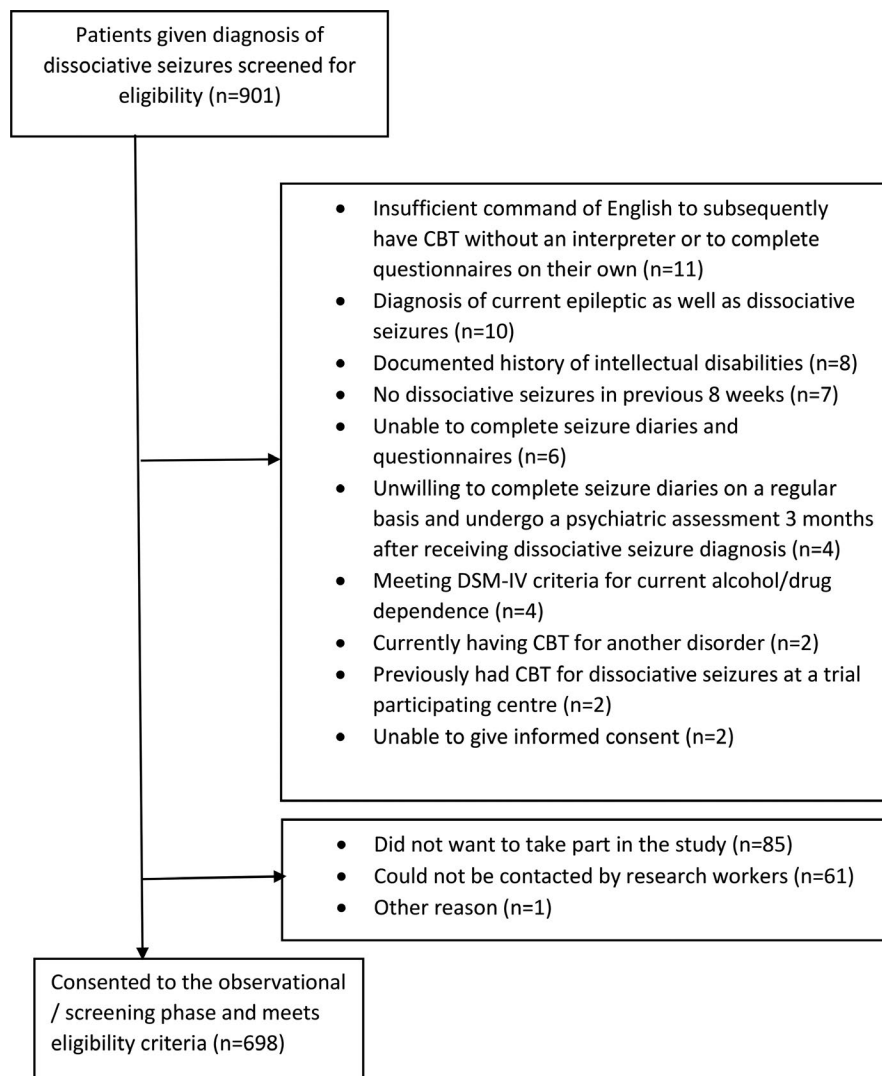 Patients given diagnosis of
dissociative seizures screened for
eligibility (n=901)
• Insufficient command of English to subsequently
have CBT without an interpreter or to complete
questionnaires on their own (n=11)
• Diagnosis of current epileptic as well as dissociative
seizures (n=10)
• Documented history of intellectual disabilities (n=8)
• No dissociative seizures in previous 8 weeks (n=7)
• Unable to complete seizure diaries and
questionnaires (n=6)
• Unwilling to complete seizure diaries on a regular
basis and undergo a psychiatric assessment 3 months
after receiving dissociative seizure diagnosis (n=4)
• Meeting DSM-IV criteria for current alcohol/drug
dependence (n=4)
• Currently having CBT for another disorder (n=2)
• Previously had CBT for dissociative seizures at a trial
participating centre (n=2)
• Unable to give informed consent (n=2)
• Did not want to take part in the study (n=85)
• Could not be contacted by research workers (n=61)
• Other reason (n=1)
Consented to the observational
/ screening phase and meets
eligibility criteria (n=698)